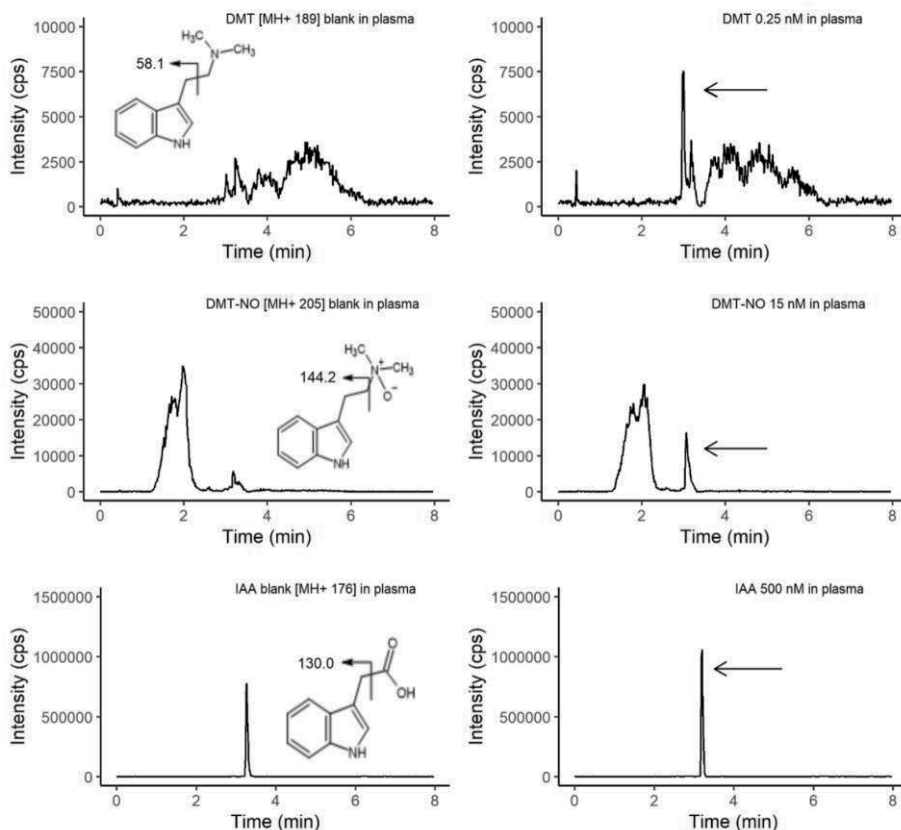 DMT [MH+ 189] blank in plasma
Intensity (cps)
10000
7500
5000
2500
0
58.1
H₃C
N
CH₃
NH
0 2 4 6 8
Time (min)
DMT 0.25 nM in plasma
Intensity (cps)
10000
7500
5000
2500
0
0 2 4 6 8
Time (min)
DMT-NO [MH+ 205] blank in plasma
Intensity (cps)
50000
40000
30000
20000
10000
0
144.2
H₃C
CH₃
N⁺
O⁻
NH
0 2 4 6 8
Time (min)
DMT-NO 15 nM in plasma
Intensity (cps)
50000
40000
30000
20000
10000
0
0 2 4 6 8
Time (min)
IAA blank [MH+ 176] in plasma
Intensity (cps)
1500000
1000000
500000
0
130.0
O
OH
NH
0 2 4 6 8
Time (min)
IAA 500 nM in plasma
Intensity (cps)
1500000
1000000
500000
0
0 2 4 6 8
Time (min)